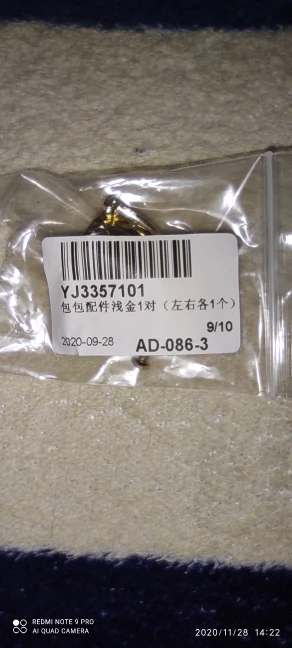 YJ3357101
包包配件浅金1对（左右各1个）
9/10
2020-09-28 AD-086-3
REDMI NOTE 9 PRO
AI QUAD CAMERA
2020/11/28 14:22